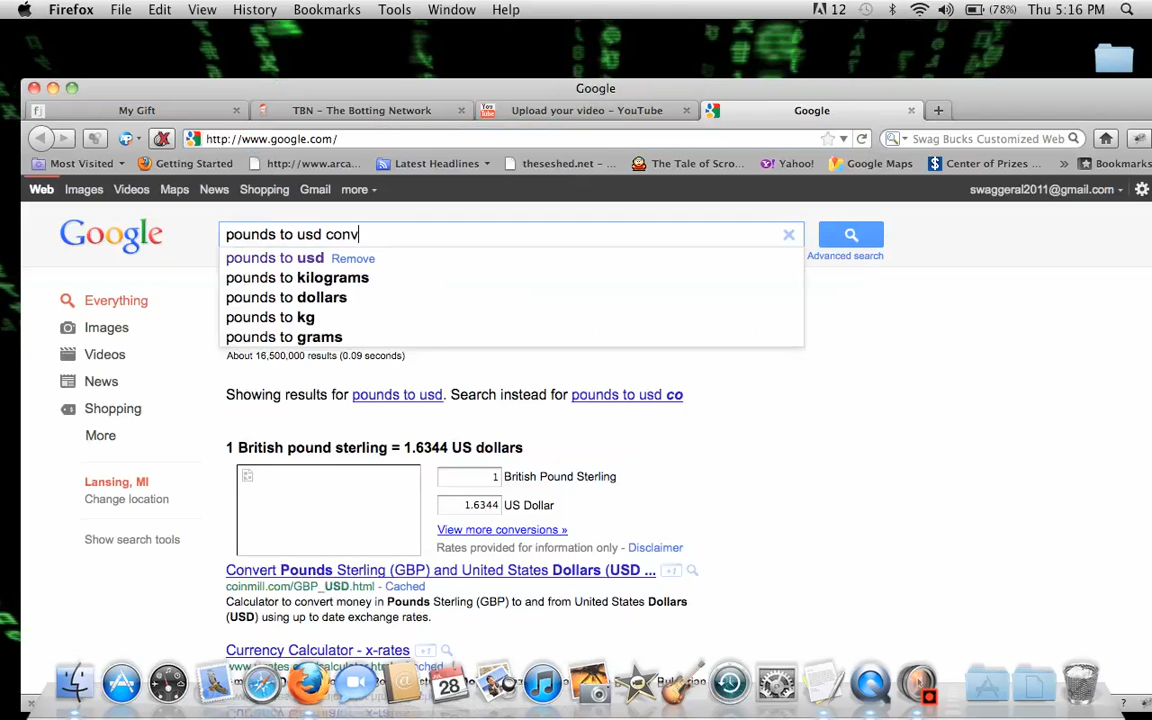 Firefox File Edit View History Bookmarks Tools Window Help 12 (78%) Thu 5:16 PM
Google
My Gift TBN - The Botting Network You Tube Upload your video - YouTube Google
http://www.google.com/ Swag Bucks Customized Web
Most Visited Getting Started http://www.arca... Latest Headlines theseshed.net -... The Tale of Scro... Yahoo! Google Maps Center of Prizes ... » Bookmarks
Web Images Videos Maps News Shopping Gmail more swaggeral2011@gmail.com
Google pounds to usd conv
Advanced search
pounds to usd Remove
pounds to kilograms
pounds to dollars
pounds to kg
pounds to grams
About 16,500,000 results (0.09 seconds)
Everything
Images
Videos
News
Shopping
More
Lansing, MI
Change location
Show search tools
Showing results for pounds to usd. Search instead for pounds to usd co
1 British pound sterling = 1.6344 US dollars
1 British Pound Sterling
1.6344 US Dollar
View more conversions »
Rates provided for information only - Disclaimer
Convert Pounds Sterling (GBP) and United States Dollars (USD ... +1
coinmill.com/GBP_USD.html - Cached
Calculator to convert money in Pounds Sterling (GBP) to and from United States Dollars
(USD) using up to date exchange rates.
Currency Calculator - x-rates +1
28